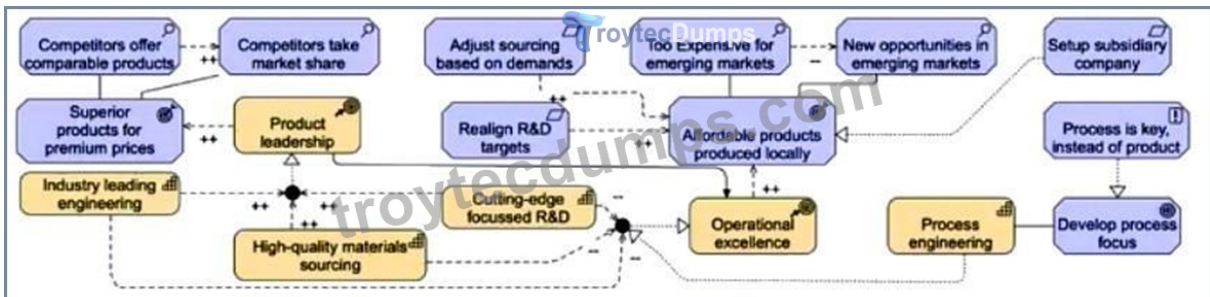 Competitors offer
comparable products
++
Competitors take
market share
Adjust sourcing
based on demands
TroytecDumps
Too Expensive for
emerging markets
--
New opportunities in
emerging markets
Setup subsidiary
company
Superior
products for
premium prices
++
Product
leadership
++
Realign R&D
targets
++
Affordable products
produced locally
Process is key,
instead of product
troytecdumps.com
Industry leading
engineering
++
++
++
High-quality materials
sourcing
Cutting-edge
focussed R&D
--
--
--
Operational
excellence
++
Process
engineering
Develop process
focus